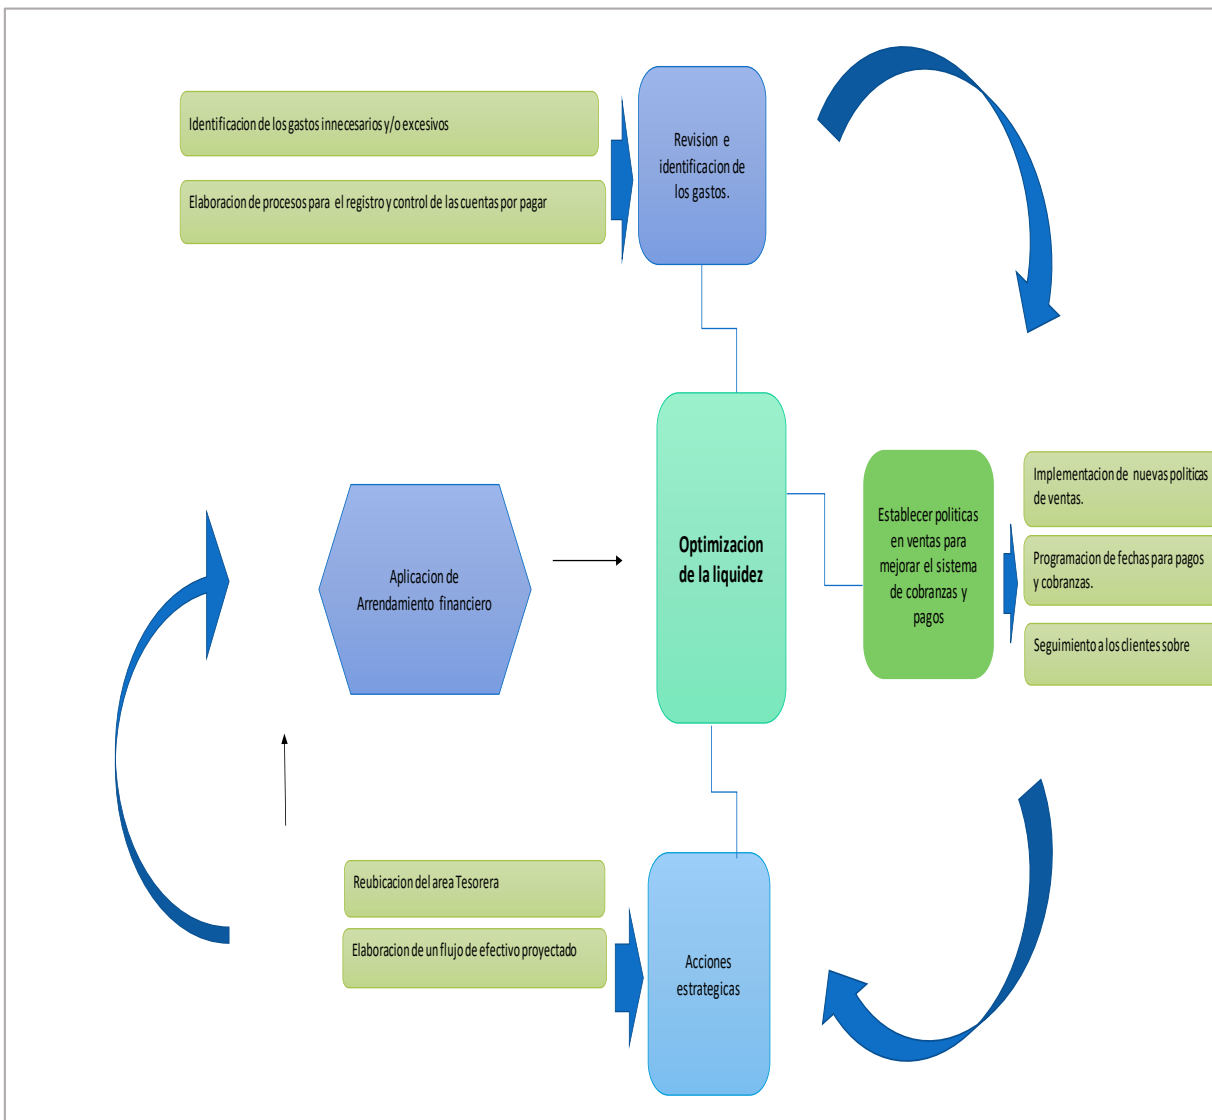 Identificacion de los gastos innecesarios y/o excesivos
Elaboracion de procesos para el registro y control de las cuentas por pagar
Revision e
identificacion de
los gastos.
Aplicacion de
Arrendamiento financiero
Optimizacion
de la liquidez
Establecer politicas
en ventas para
mejorar el sistema
de cobranzas y
pagos
Implementacion de nuevas politicas
de ventas.
Programacion de fechas para pagos
y cobranzas.
Seguimiento a los clientes sobre
Reubicacion del area Tesorera
Elaboracion de un flujo de efectivo proyectado
Acciones
estrategicas